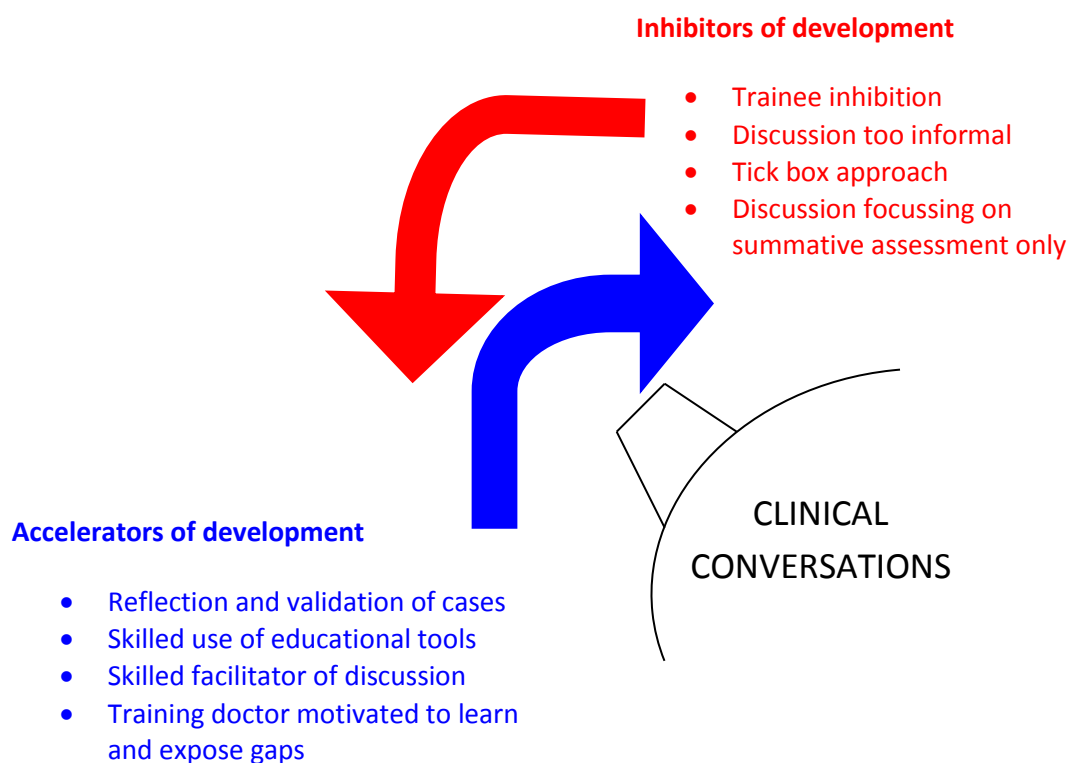 Inhibitors of development
• Trainee inhibition
• Discussion too informal
• Tick box approach
• Discussion focussing on
summative assessment only
CLINICAL
CONVERSATIONS
Accelerators of development
• Reflection and validation of cases
• Skilled use of educational tools
• Skilled facilitator of discussion
• Training doctor motivated to learn
and expose gaps